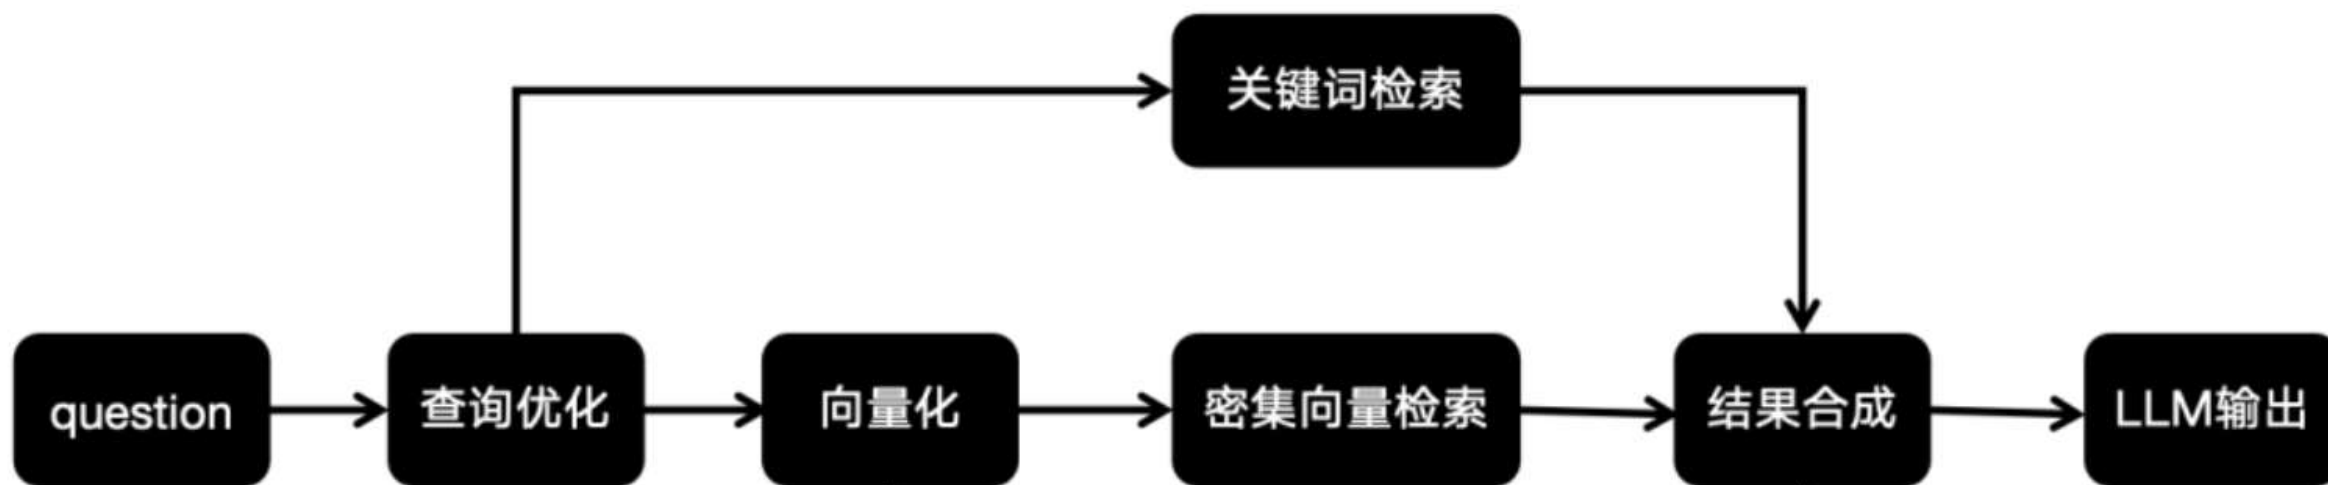 关键词检索
question
查询优化
向量化
密集向量检索
结果合成
LLM输出